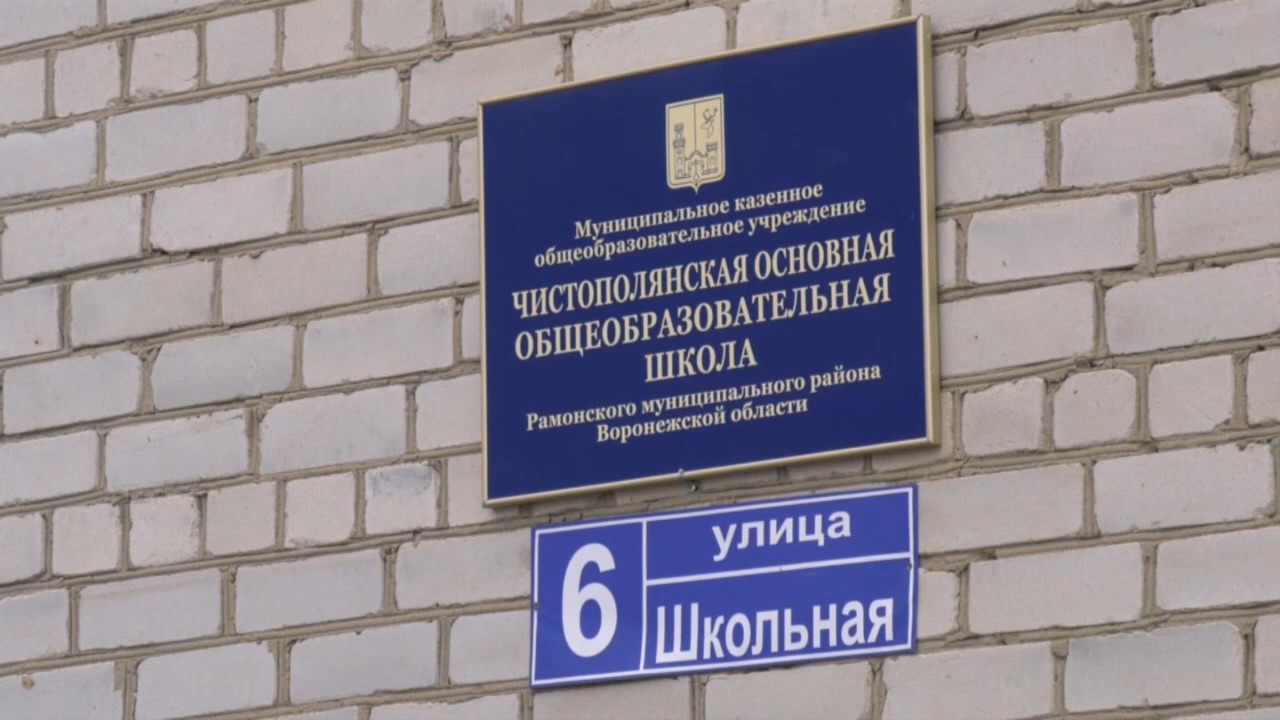 Муниципальное казенное
общеобразовательное учреждение
ЧИСТОПОЛЯНСКАЯ ОСНОВНАЯ
ОБЩЕОБРАЗОВАТЕЛЬНАЯ
ШКОЛА
Рамонского муниципального района
Воронежской области
6
улица
Школьная